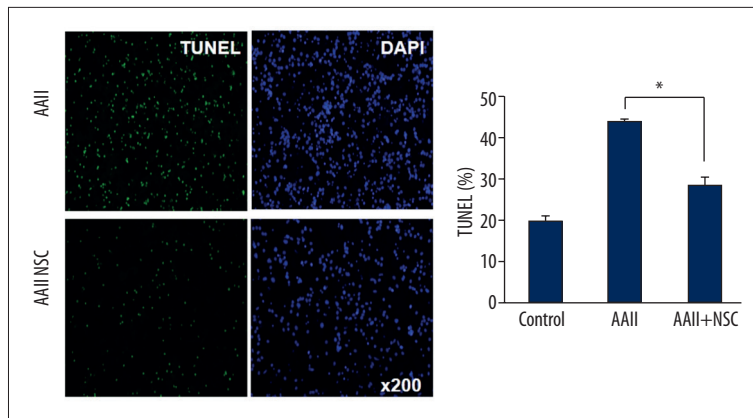 TUNEL
DAPI
AAII
AAII NSC
x200
TUNEL (%)
50
40
30
20
10
0
*
Control
AAII
AAII+NSC